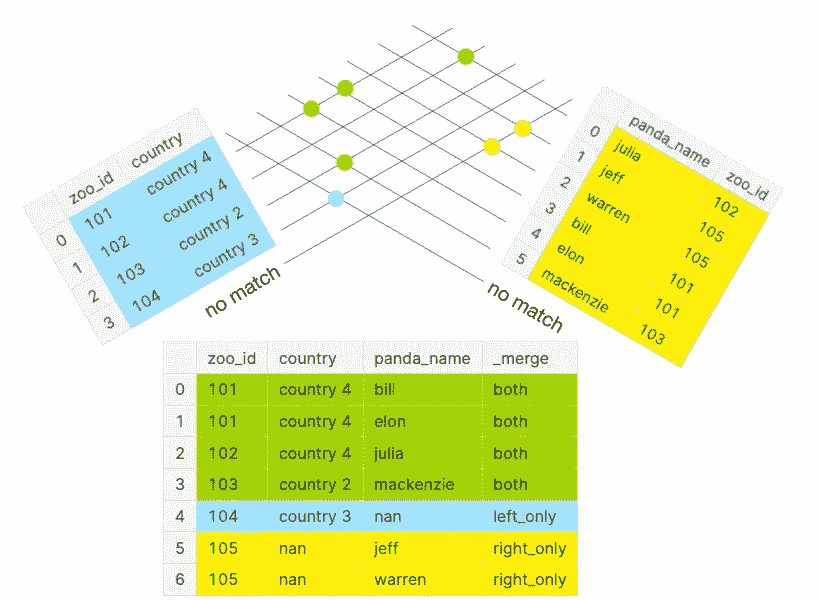 zoo_id country
0 101 country 4
1 102 country 4
2 103 country 2
3 104 country 3
no match
panda_name zoo_id
0 julia 102
1 jeff 105
2 warren 105
3 bill 101
4 elon 101
5 mackenzie 103
no match
zoo_id country panda_name _merge
0 101 country 4 bill both
1 101 country 4 elon both
2 102 country 4 julia both
3 103 country 2 mackenzie both
4 104 country 3 nan left_only
5 105 nan jeff right_only
6 105 nan warren right_only